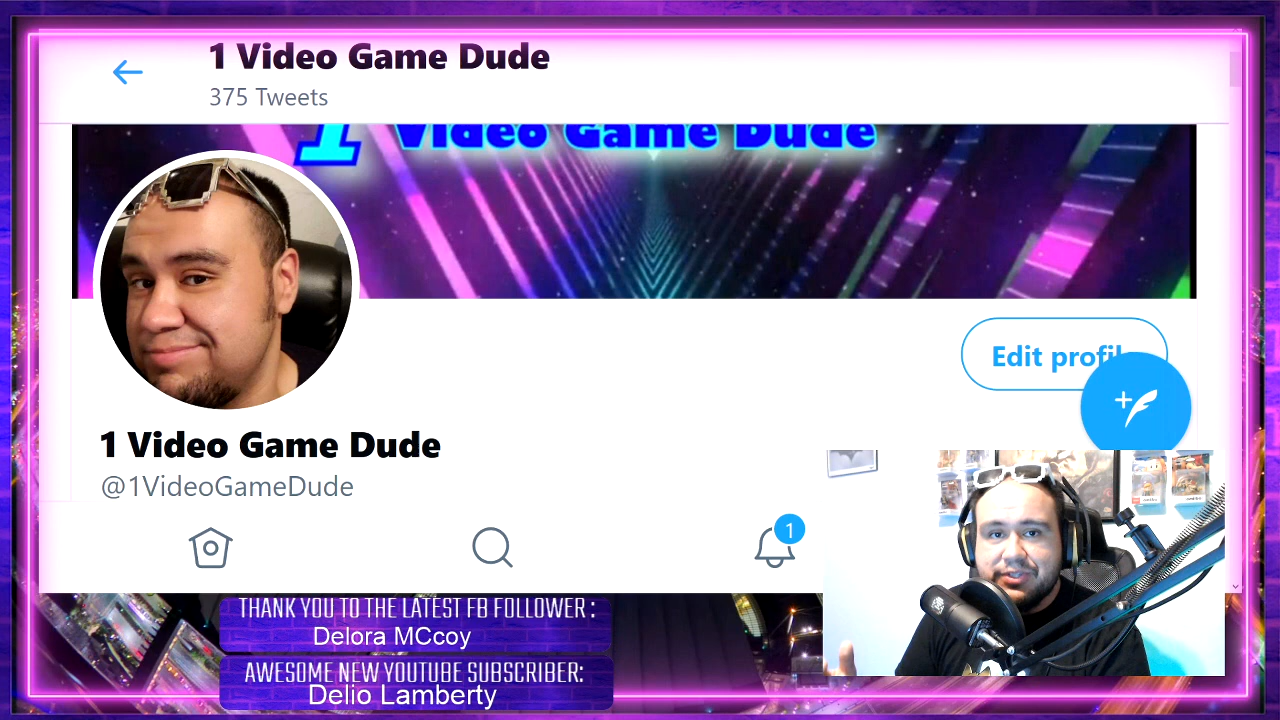 1 Video Game Dude
375 Tweets
1 Video Game Dude
Edit profil
1 Video Game Dude
@1VideoGameDude
1
THANK YOU TO THE LATEST FB FOLLOWER :
Delora MCcoy
AWESOME NEW YOUTUBE SUBSCRIBER:
Delio Lamberty